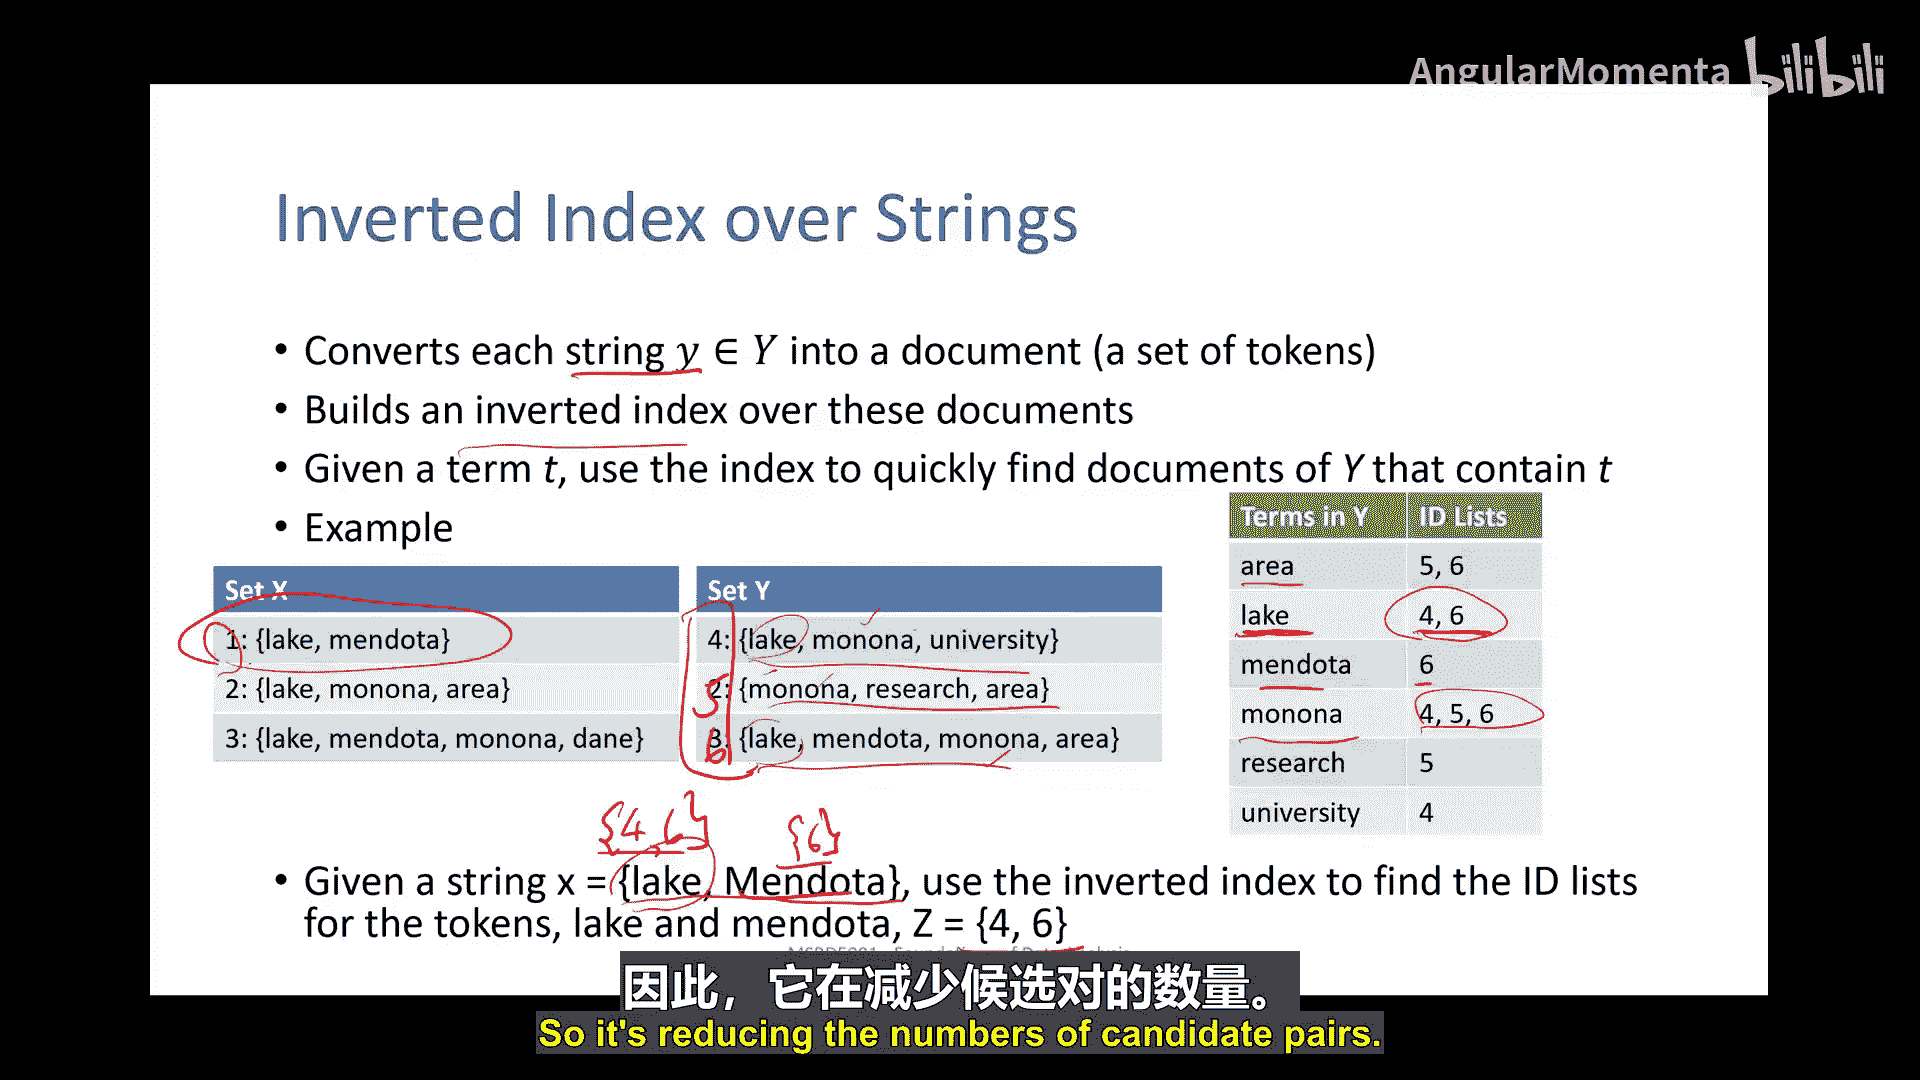 AngularMomenta bilibili
Inverted Index over Strings
• Converts each string y ∈ Y into a document (a set of tokens)
• Builds an inverted index over these documents
• Given a term t, use the index to quickly find documents of Y that contain t
• Example
Terms in Y ID Lists
area 5, 6
lake 4, 6
mendota 6
monona 4, 5, 6
research 5
university 4
Set X
1: {lake, mendota}
2: {lake, monona, area}
3: {lake, mendota, monona, dane}
Set Y
4: {lake, monona, university}
2: {monona, research, area}
5
3: {lake, mendota, monona, area}
6
{4,6} {6}
• Given a string x = {lake, Mendota}, use the inverted index to find the ID lists
for the tokens, lake and mendota, Z = {4, 6}
因此，它在减少候选对的数量。
So it's reducing the numbers of candidate pairs.